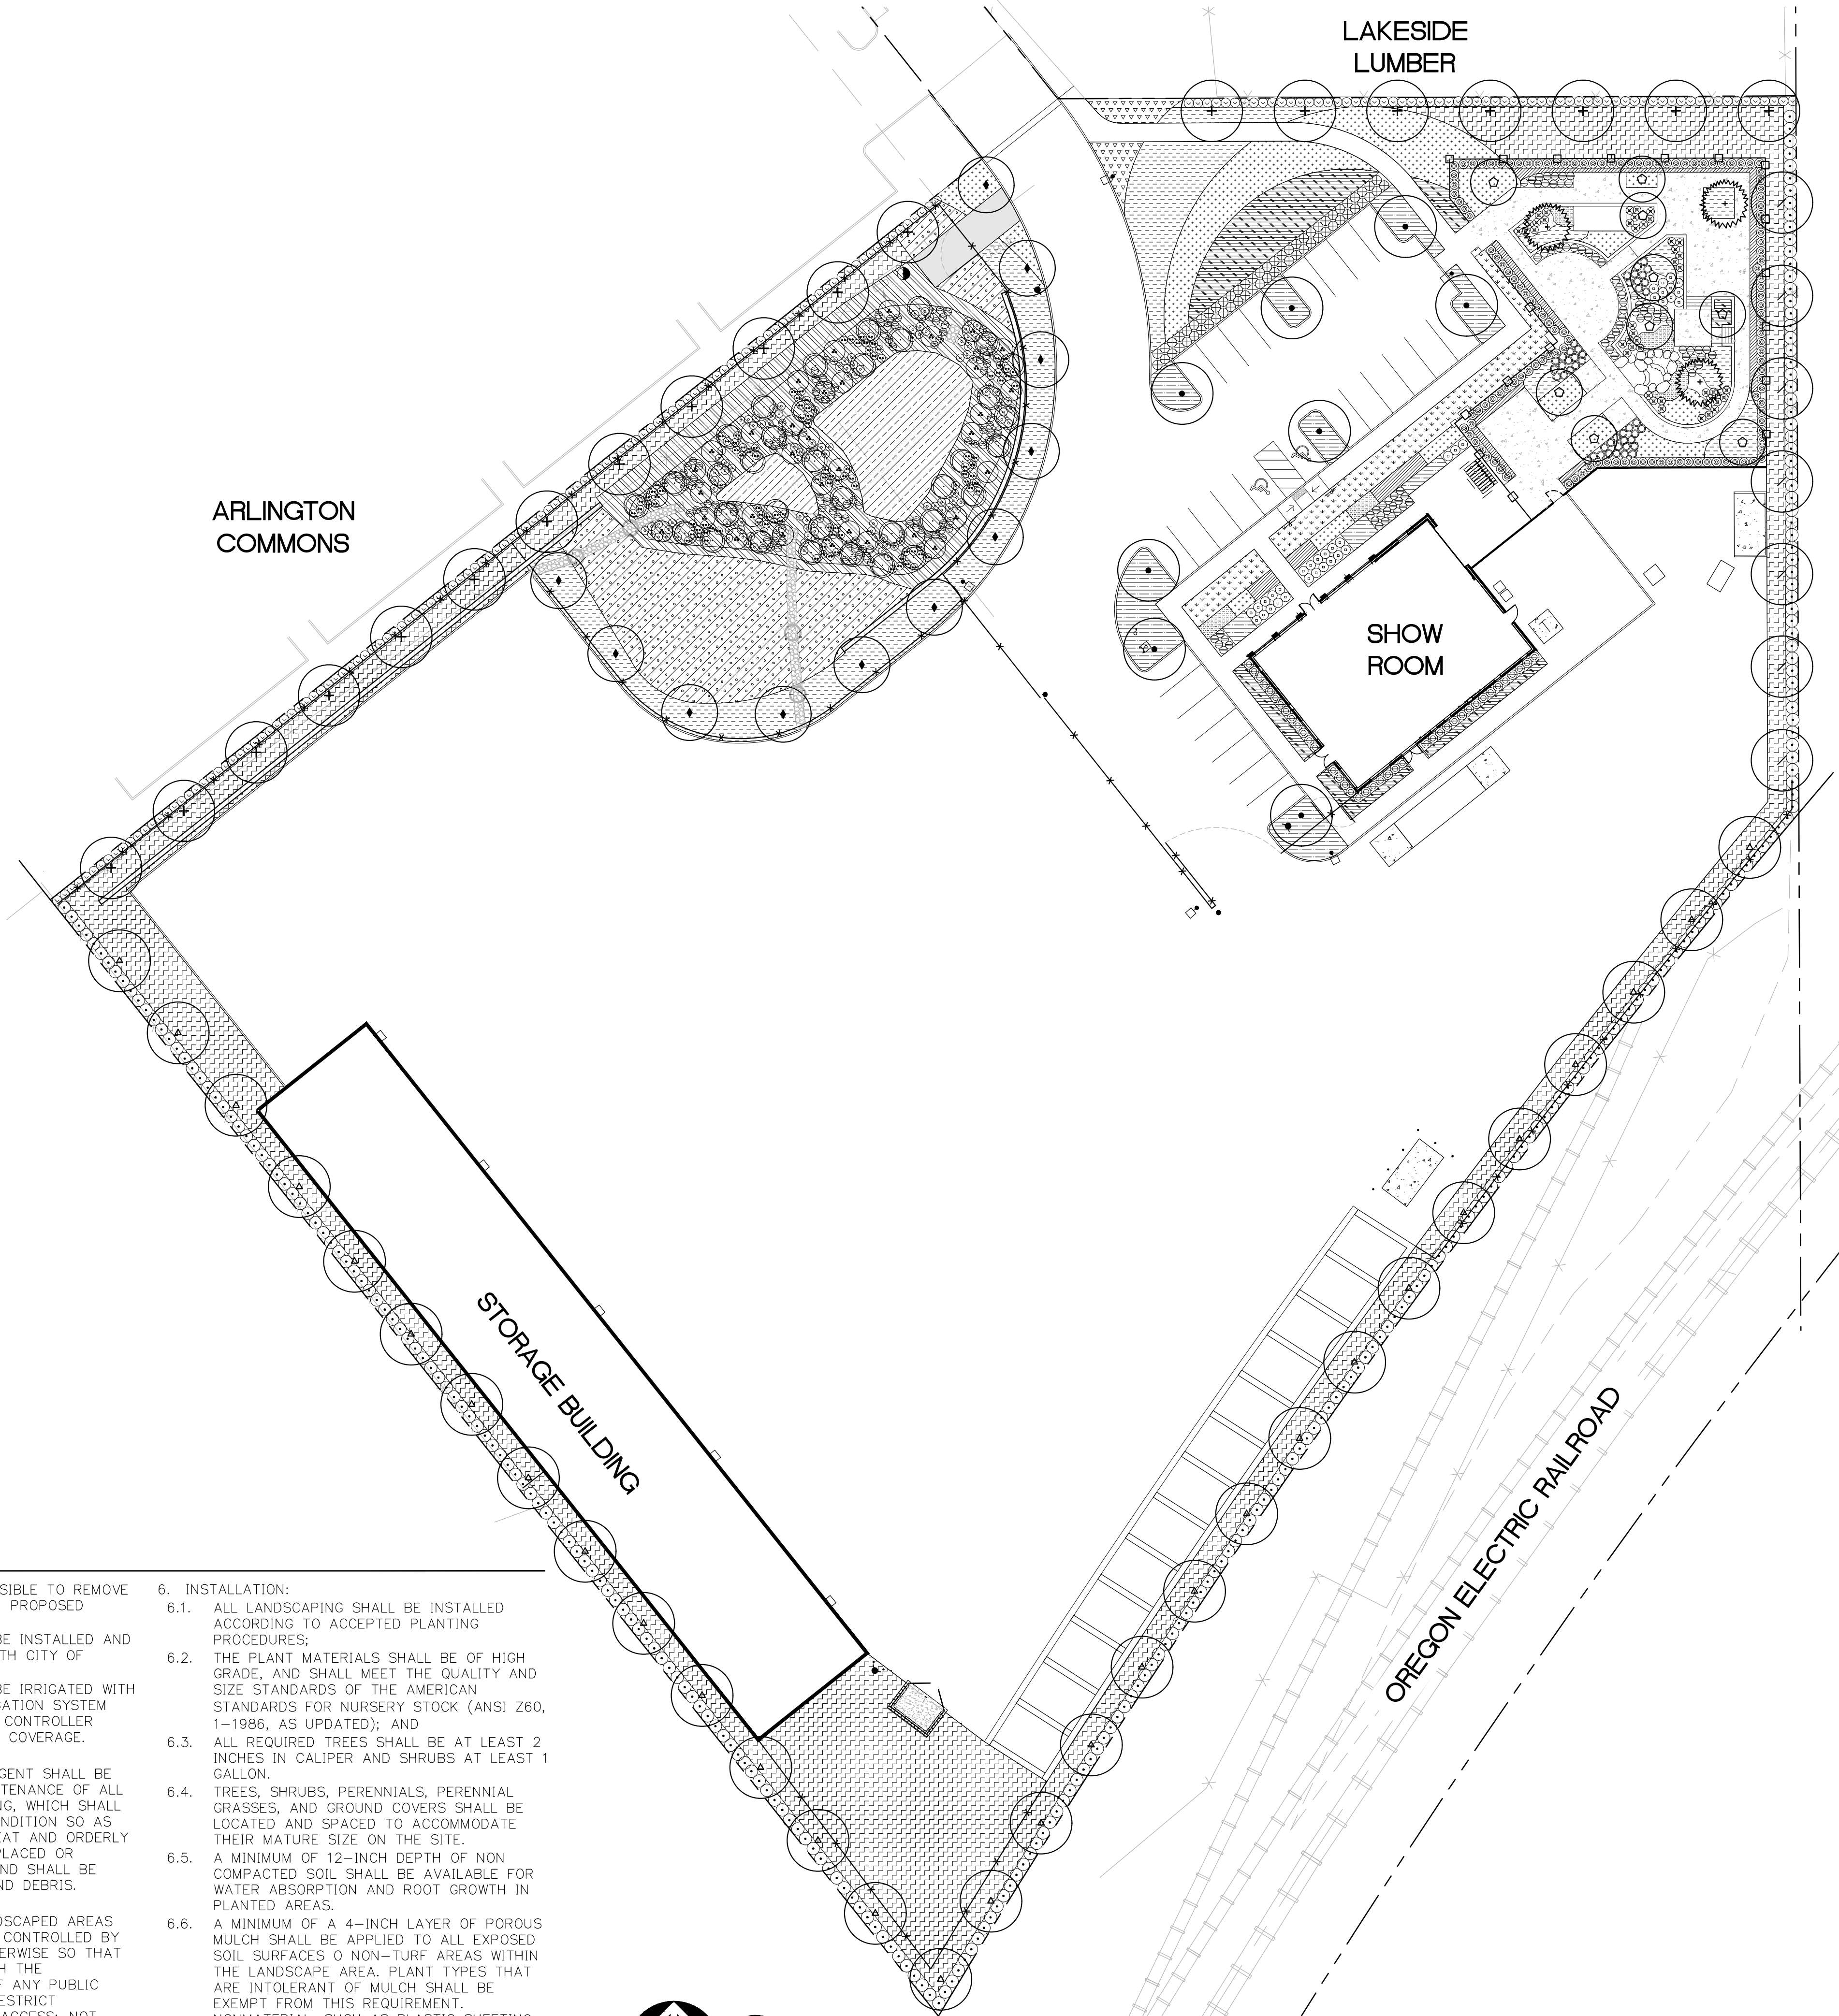 LAKESIDE
LUMBER
ARLINGTON
COMMONS
SHOW
ROOM
STORAGE BUILDING
OREGON ELECTRIC RAILROAD
SIBLE TO REMOVE
PROPOSED
BE INSTALLED AND
TH CITY OF
BE IRRIGATED WITH
GATION SYSTEM
CONTROLLER
COVERAGE.
GENT SHALL BE
TENANCE OF ALL
NG, WHICH SHALL
NDITION SO AS
EAT AND ORDERLY
PLACED OR
ND SHALL BE
ND DEBRIS.
DSCAPED AREAS
CONTROLLED BY
ERWISE SO THAT
H THE
F ANY PUBLIC
ESTRICT
ACCESS; NOT
6. INSTALLATION:
6.1. ALL LANDSCAPING SHALL BE INSTALLED
ACCORDING TO ACCEPTED PLANTING
PROCEDURES;
6.2. THE PLANT MATERIALS SHALL BE OF HIGH
GRADE, AND SHALL MEET THE QUALITY AND
SIZE STANDARDS OF THE AMERICAN
STANDARDS FOR NURSERY STOCK (ANSI Z60,
1-1986, AS UPDATED); AND
6.3. ALL REQUIRED TREES SHALL BE AT LEAST 2
INCHES IN CALIPER AND SHRUBS AT LEAST 1
GALLON.
6.4. TREES, SHRUBS, PERENNIALS, PERENNIAL
GRASSES, AND GROUND COVERS SHALL BE
LOCATED AND SPACED TO ACCOMMODATE
THEIR MATURE SIZE ON THE SITE.
6.5. A MINIMUM OF 12-INCH DEPTH OF NON
COMPACTED SOIL SHALL BE AVAILABLE FOR
WATER ABSORPTION AND ROOT GROWTH IN
PLANTED AREAS.
6.6. A MINIMUM OF A 4-INCH LAYER OF POROUS
MULCH SHALL BE APPLIED TO ALL EXPOSED
SOIL SURFACES O NON-TURF AREAS WITHIN
THE LANDSCAPE AREA. PLANT TYPES THAT
ARE INTOLERANT OF MULCH SHALL BE
EXEMPT FROM THIS REQUIREMENT.
NONMATERIAL SUCH AS PLASTIC SHEETING